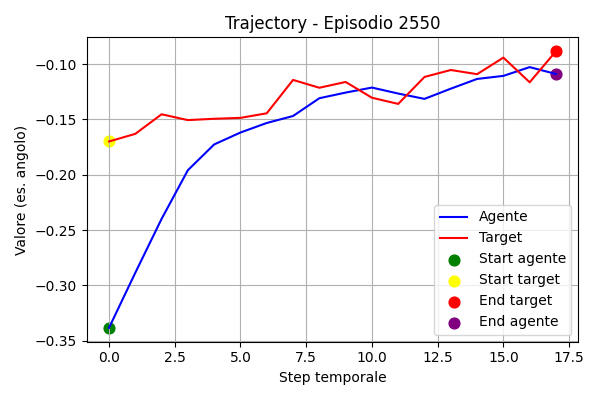 Trajectory - Episodio 2550
Valore (es. angolo)
−0.10
−0.15
−0.20
−0.25
−0.30
−0.35
Agente
Target
Start agente
Start target
End target
End agente
0.0 2.5 5.0 7.5 10.0 12.5 15.0 17.5
Step temporale